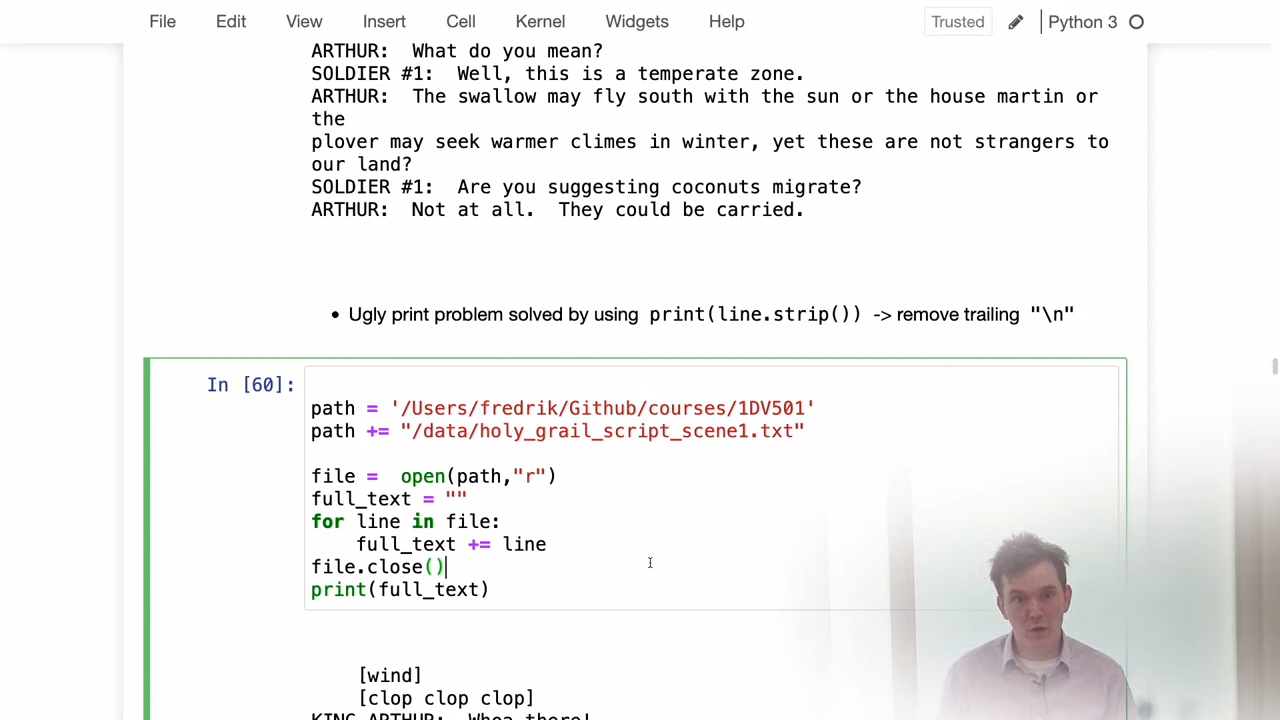 File Edit View Insert Cell Kernel Widgets Help Trusted Python 3
ARTHUR:  What do you mean?
SOLDIER #1:  Well, this is a temperate zone.
ARTHUR:  The swallow may fly south with the sun or the house martin or
the
plover may seek warmer climes in winter, yet these are not strangers to
our land?
SOLDIER #1:  Are you suggesting coconuts migrate?
ARTHUR:  Not at all.  They could be carried.
• Ugly print problem solved by using print(line.strip()) -> remove trailing "\n"
In [60]:
path = '/Users/fredrik/Github/courses/1DV501'
path += "/data/holy_grail_script_scene1.txt"
file =  open(path,"r")
full_text = ""
for line in file:
    full_text += line
file.close()
print(full_text)
[wind]
[clop clop clop]
KING ARTHUR:  Whoa there!